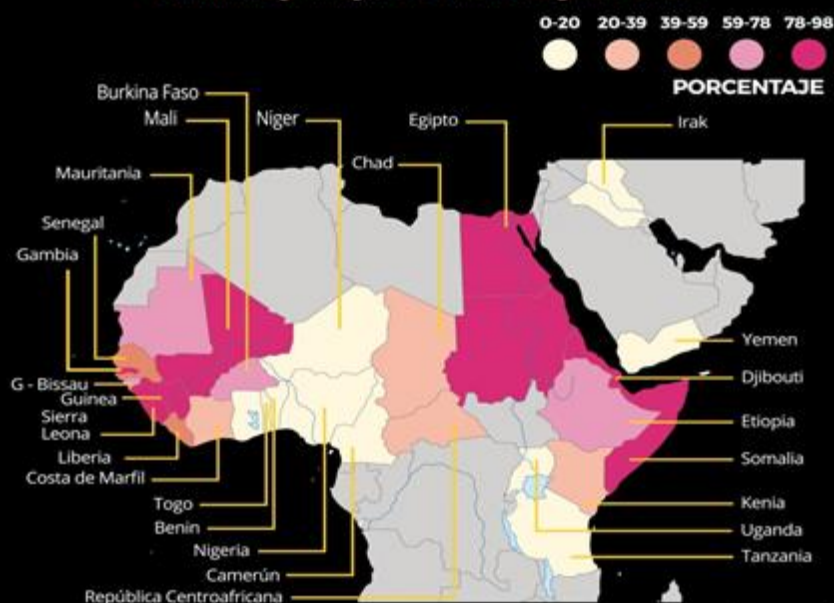 0-20 20-39 39-59 59-78 78-98
PORCENTAJE
Burkina Faso
Mali
Niger
Egipto
Irak
Chad
Mauritania
Senegal
Gambia
G - Bissau
Guinea
Sierra
Leona
Liberia
Costa de Marfil
Togo
Benin
Nigeria
Camerún
República Centroafricana
Yemen
Djibouti
Etiopia
Somalia
Kenia
Uganda
Tanzania